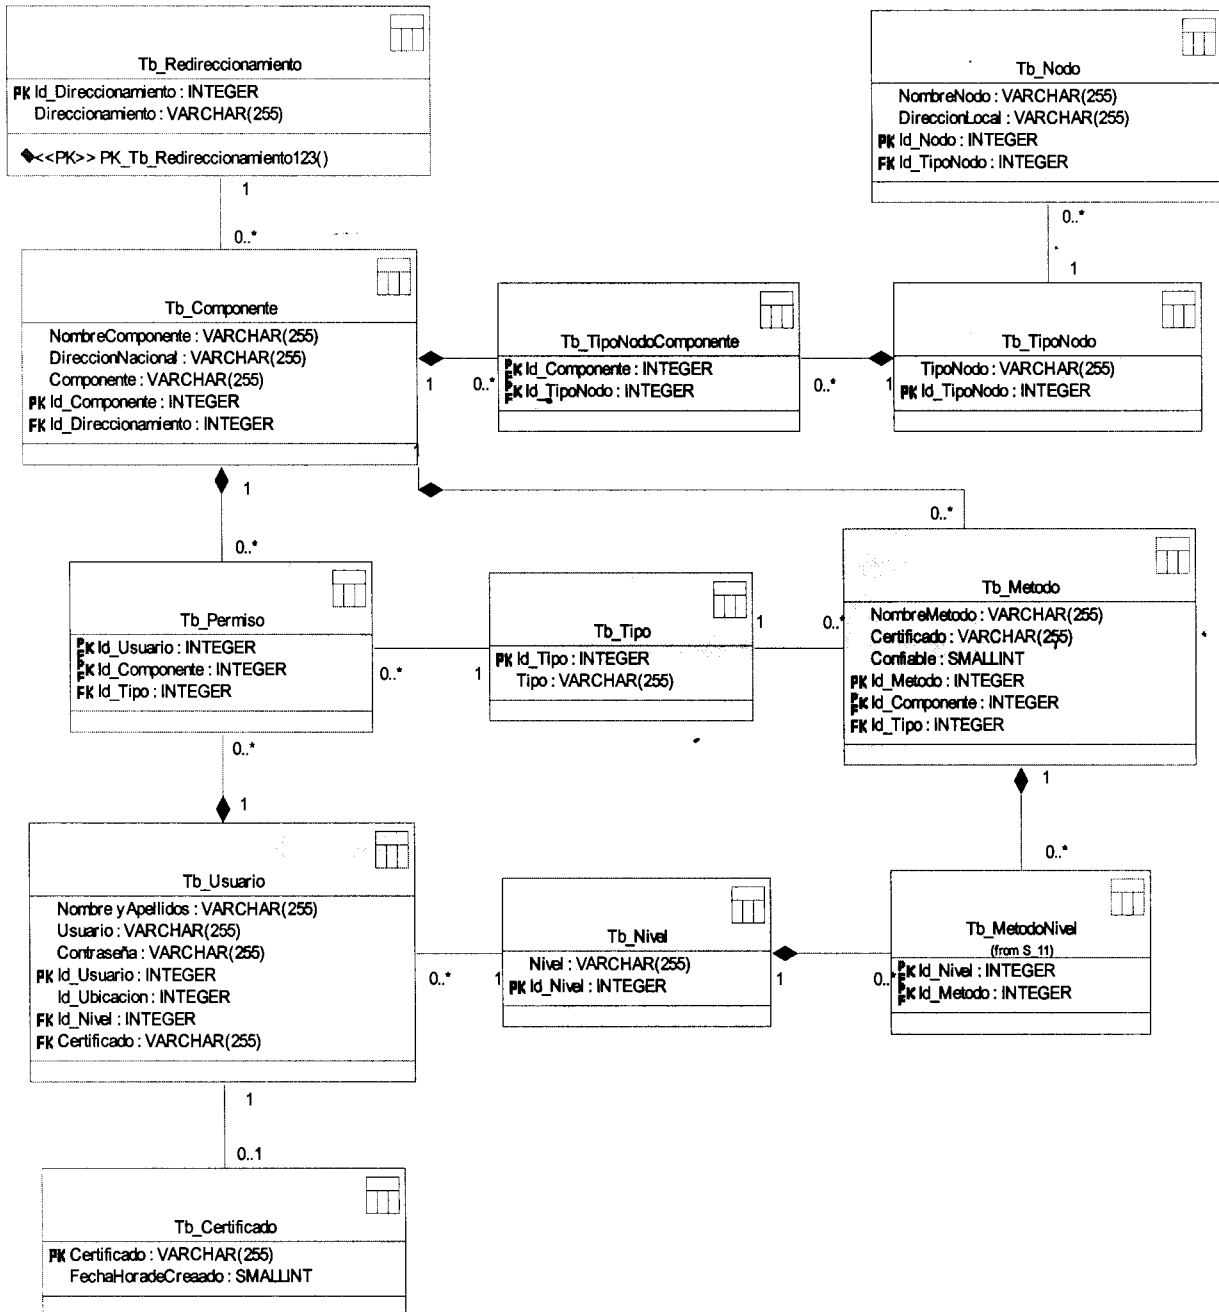 Tb_Redireccionamiento
PK Id_Direccionamiento : INTEGER
Direccionamiento : VARCHAR(255)
<<PK>> PK_Tb_Redireccionamiento123()
1
0..*
Tb_Nodo
NombreNodo : VARCHAR(255)
DireccionLocal : VARCHAR(255)
PK Id_Nodo : INTEGER
FK Id_TipoNodo : INTEGER
0..*
1
Tb_Componente
NombreComponente : VARCHAR(255)
DireccionNacional : VARCHAR(255)
Componente : VARCHAR(255)
PK Id_Componente : INTEGER
FK Id_Direccionamiento : INTEGER
1
0..*
Tb_TipoNodoComponente
PFK Id_Componente : INTEGER
PFK Id_TipoNodo : INTEGER
0..*
1
Tb_TipoNodo
TipoNodo : VARCHAR(255)
PK Id_TipoNodo : INTEGER
1
0..*
1
0..*
Tb_Permiso
PFK Id_Usuario : INTEGER
PFK Id_Componente : INTEGER
FK Id_Tipo : INTEGER
0..*
1
Tb_Tipo
PK Id_Tipo : INTEGER
Tipo : VARCHAR(255)
1
0..*
Tb_Metodo
NombreMetodo : VARCHAR(255)
Certificado : VARCHAR(255)
Confiable : SMALLINT
PK Id_Metodo : INTEGER
PFK Id_Componente : INTEGER
FK Id_Tipo : INTEGER
0..*
1
1
0..*
Tb_Usuario
Nombre y Apellidos : VARCHAR(255)
Usuario : VARCHAR(255)
Contraseña : VARCHAR(255)
PK Id_Usuario : INTEGER
Id_Ubicacion : INTEGER
FK Id_Nivel : INTEGER
FK Certificado : VARCHAR(255)
0..*
1
Tb_Nivel
Nivel : VARCHAR(255)
PK Id_Nivel : INTEGER
1
0..*
Tb_MetodoNivel
(from S_11)
PFK Id_Nivel : INTEGER
PFK Id_Metodo : INTEGER
1
0..1
Tb_Certificado
PK Certificado : VARCHAR(255)
FechaHoradeCreaado : SMALLINT